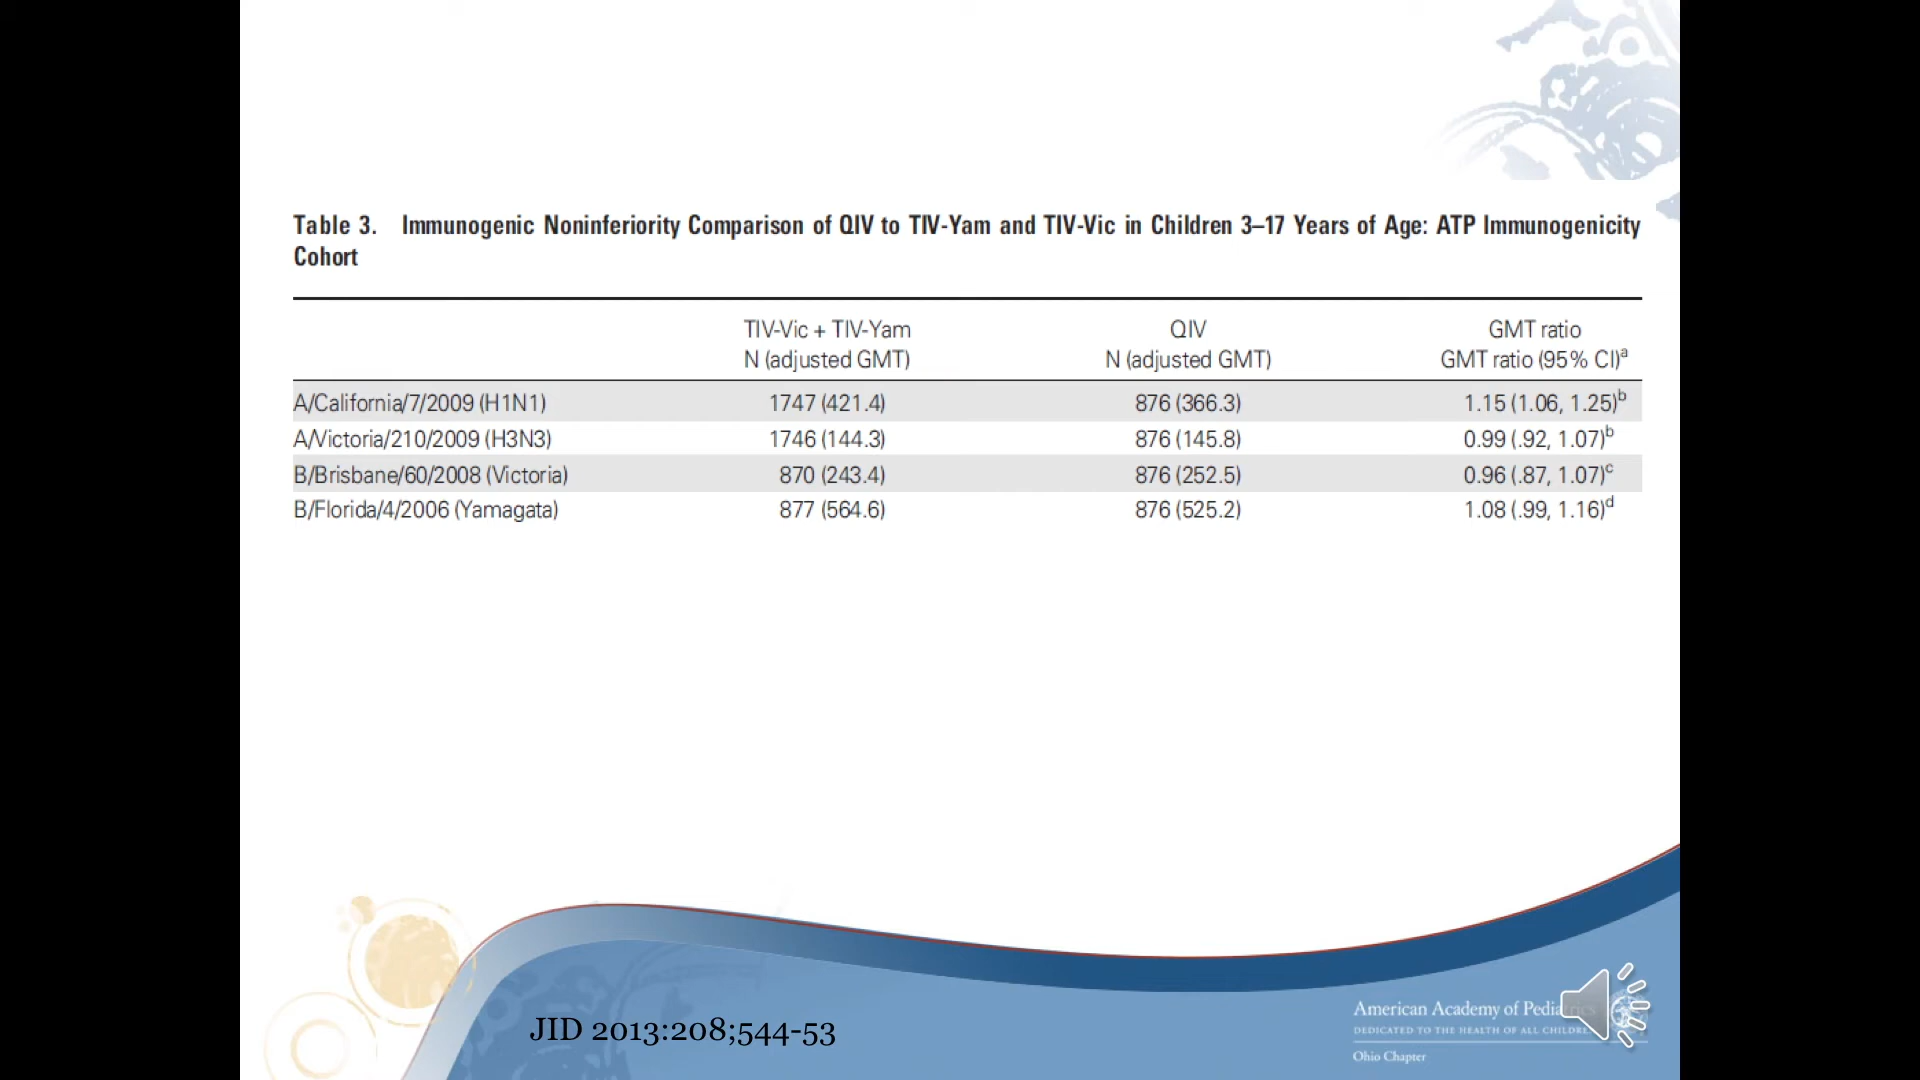 Table 3. Immunogenic Noninferiority Comparison of QIV to TIV-Yam and TIV-Vic in Children 3–17 Years of Age: ATP Immunogenicity
Cohort
TIV-Vic + TIV-Yam QIV GMT ratio
N (adjusted GMT) N (adjusted GMT) GMT ratio (95% CI)a
A/California/7/2009 (H1N1) 1747 (421.4) 876 (366.3) 1.15 (1.06, 1.25)b
A/Victoria/210/2009 (H3N3) 1746 (144.3) 876 (145.8) 0.99 (.92, 1.07)b
B/Brisbane/60/2008 (Victoria) 870 (243.4) 876 (252.5) 0.96 (.87, 1.07)c
B/Florida/4/2006 (Yamagata) 877 (564.6) 876 (525.2) 1.08 (.99, 1.16)d
JID 2013:208;544-53
American Academy of
DEDICATED TO THE HEALTH OF ALL
Ohio Chapter